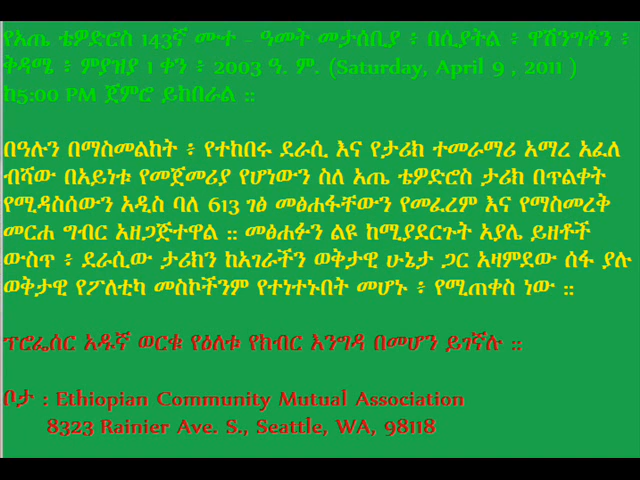 የአጤ ቴዎድሮስ 143ኛ ሙተ - ዓመት መታሰቢያ ፥ በሲያትል ፥ ዋሽንግቶን ፥
ቅዳሜ ፥ ምያዝያ 1 ቀን ፥ 2003 ዓ. ም. (Saturday, April 9 , 2011 )
ከ5:00 PM ጀምሮ ይከበራል ::
በዓሉን በማስመልከት ፥ የተከበሩ ደራሲ እና የታሪክ ተመራማሪ አማረ አፈለ
ብሻው በአይነቱ የመጀመሪያ የሆነውን ስለ አጤ ቴዎድሮስ ታሪክ በጥልቀት
የሚዳስሰውን አዲስ ባለ 613 ገፅ መፅሐፋቸውን የመፈረም እና የማስመረቅ
መርሐ ግብር አዘጋጅተዋል :: መፅሐፉን ልዩ ከሚያደርጉት አያሌ ይዘቶች
ውስጥ ፥ ደራሲው ታሪክን ከአገራችን ወቅታዊ ሁኔታ ጋር አዛምደው ሰፋ ያሉ
ወቅታዊ የፖለቲካ መስኮችንም የተነተኑበት መሆኑ ፥ የሚጠቀስ ነው ::
ፕሮፌሰር አዱኛ ወርቁ የዕለቱ የክብር እንግዳ በመሆን ይገኛሉ ::
ቦታ : Ethiopian Community Mutual Association
8323 Rainier Ave. S., Seattle, WA, 98118